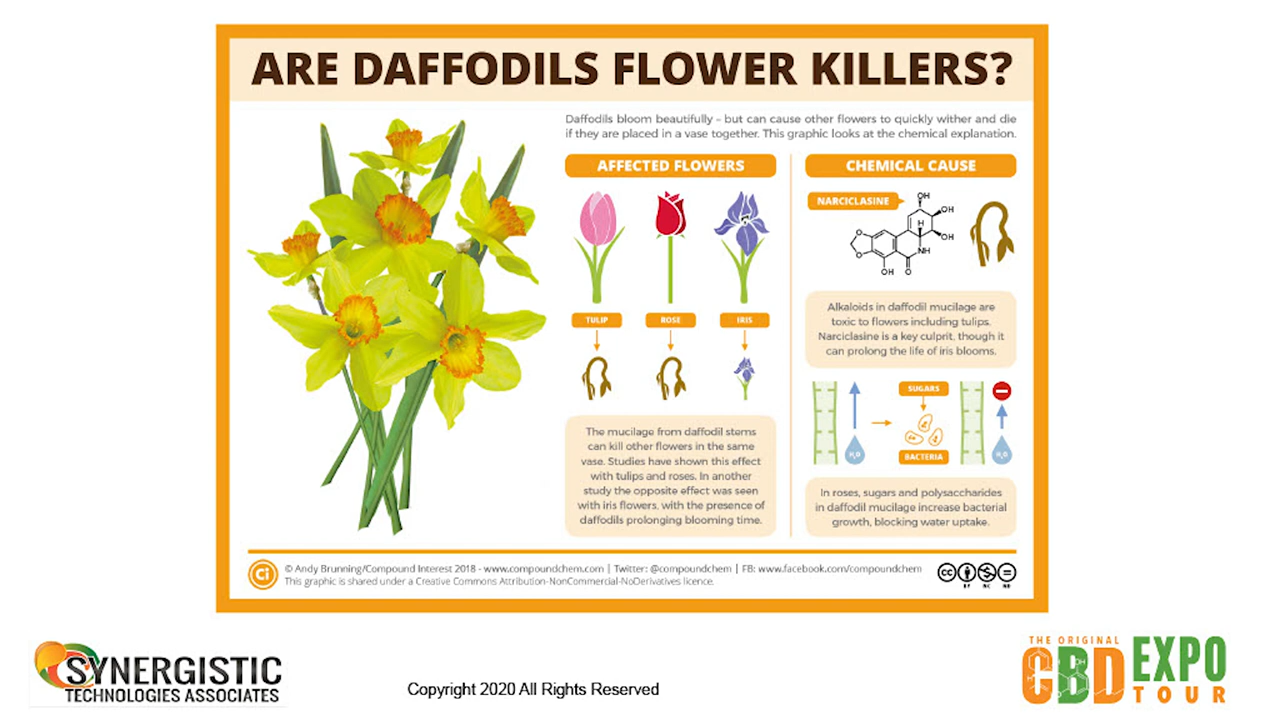 ARE DAFFODILS FLOWER KILLERS?
Daffodils bloom beautifully – but can cause other flowers to quickly wither and die
if they are placed in a vase together. This graphic looks at the chemical explanation.
AFFECTED FLOWERS
TULIP
ROSE
IRIS
The mucilage from daffodil stems
can kill other flowers in the same
vase. Studies have shown this effect
with tulips and roses. In another
study the opposite effect was seen
with iris flowers, with the presence of
daffodils prolonging blooming time.
CHEMICAL CAUSE
NARCICLASINE
OH
OH
OH
H
NH
O
O
OH
O
Alkaloids in daffodil mucilage are
toxic to flowers including tulips.
Narciclasine is a key culprit, though it
can prolong the life of iris blooms.
SUGARS
H₂O
BACTERIA
H₂O
In roses, sugars and polysaccharides
in daffodil mucilage increase bacterial
growth, blocking water uptake.
Ci
© Andy Brunning/Compound Interest 2018 - www.compoundchem.com | Twitter: @compoundchem | FB: www.facebook.com/compoundchem
This graphic is shared under a Creative Commons Attribution-NonCommercial-NoDerivatives licence.
CC
BY NC ND
SYNERGISTIC
TECHNOLOGIES ASSOCIATES
Copyright 2020 All Rights Reserved
THE ORIGINAL
CBD EXPO
TOUR